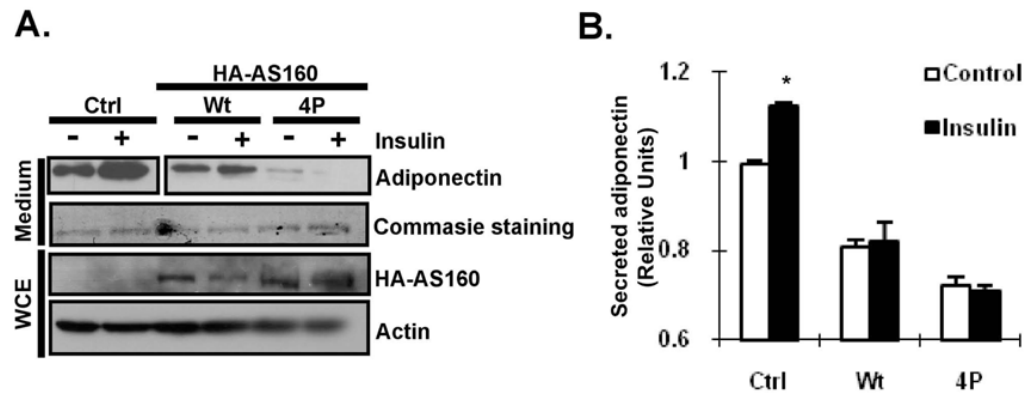 A.
HA-AS160
Ctrl Wt 4P
- + - + - + Insulin
Medium
Adiponectin
Commasie staining
WCE
HA-AS160
Actin
B.
Secreted adiponectin
(Relative Units)
1.2
1
0.8
0.6
*
Control
Insulin
Ctrl Wt 4P